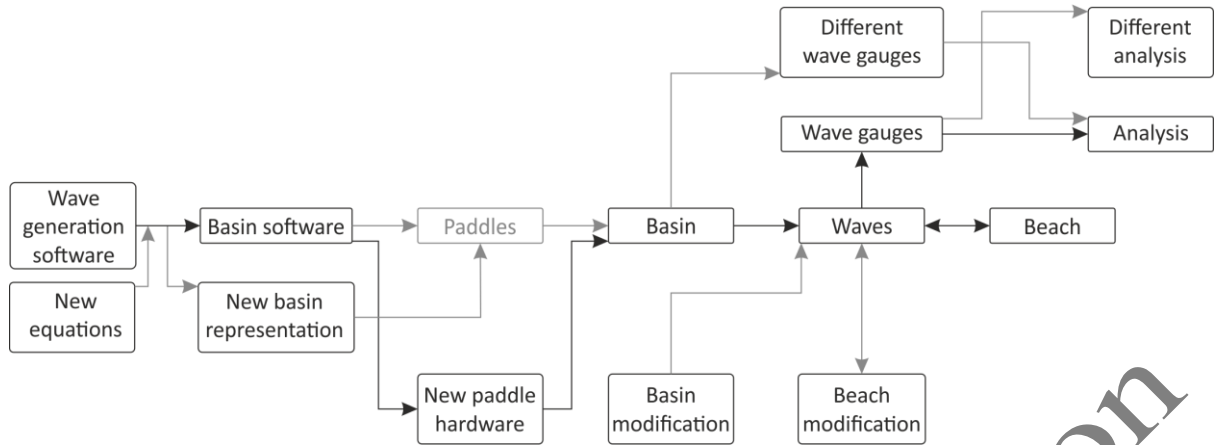 Different
wave gauges
Different
analysis
Wave gauges
Analysis
Wave
generation
software
Basin software
Paddles
Basin
Waves
Beach
New
equations
New basin
representation
New paddle
hardware
Basin
modification
Beach
modification
on